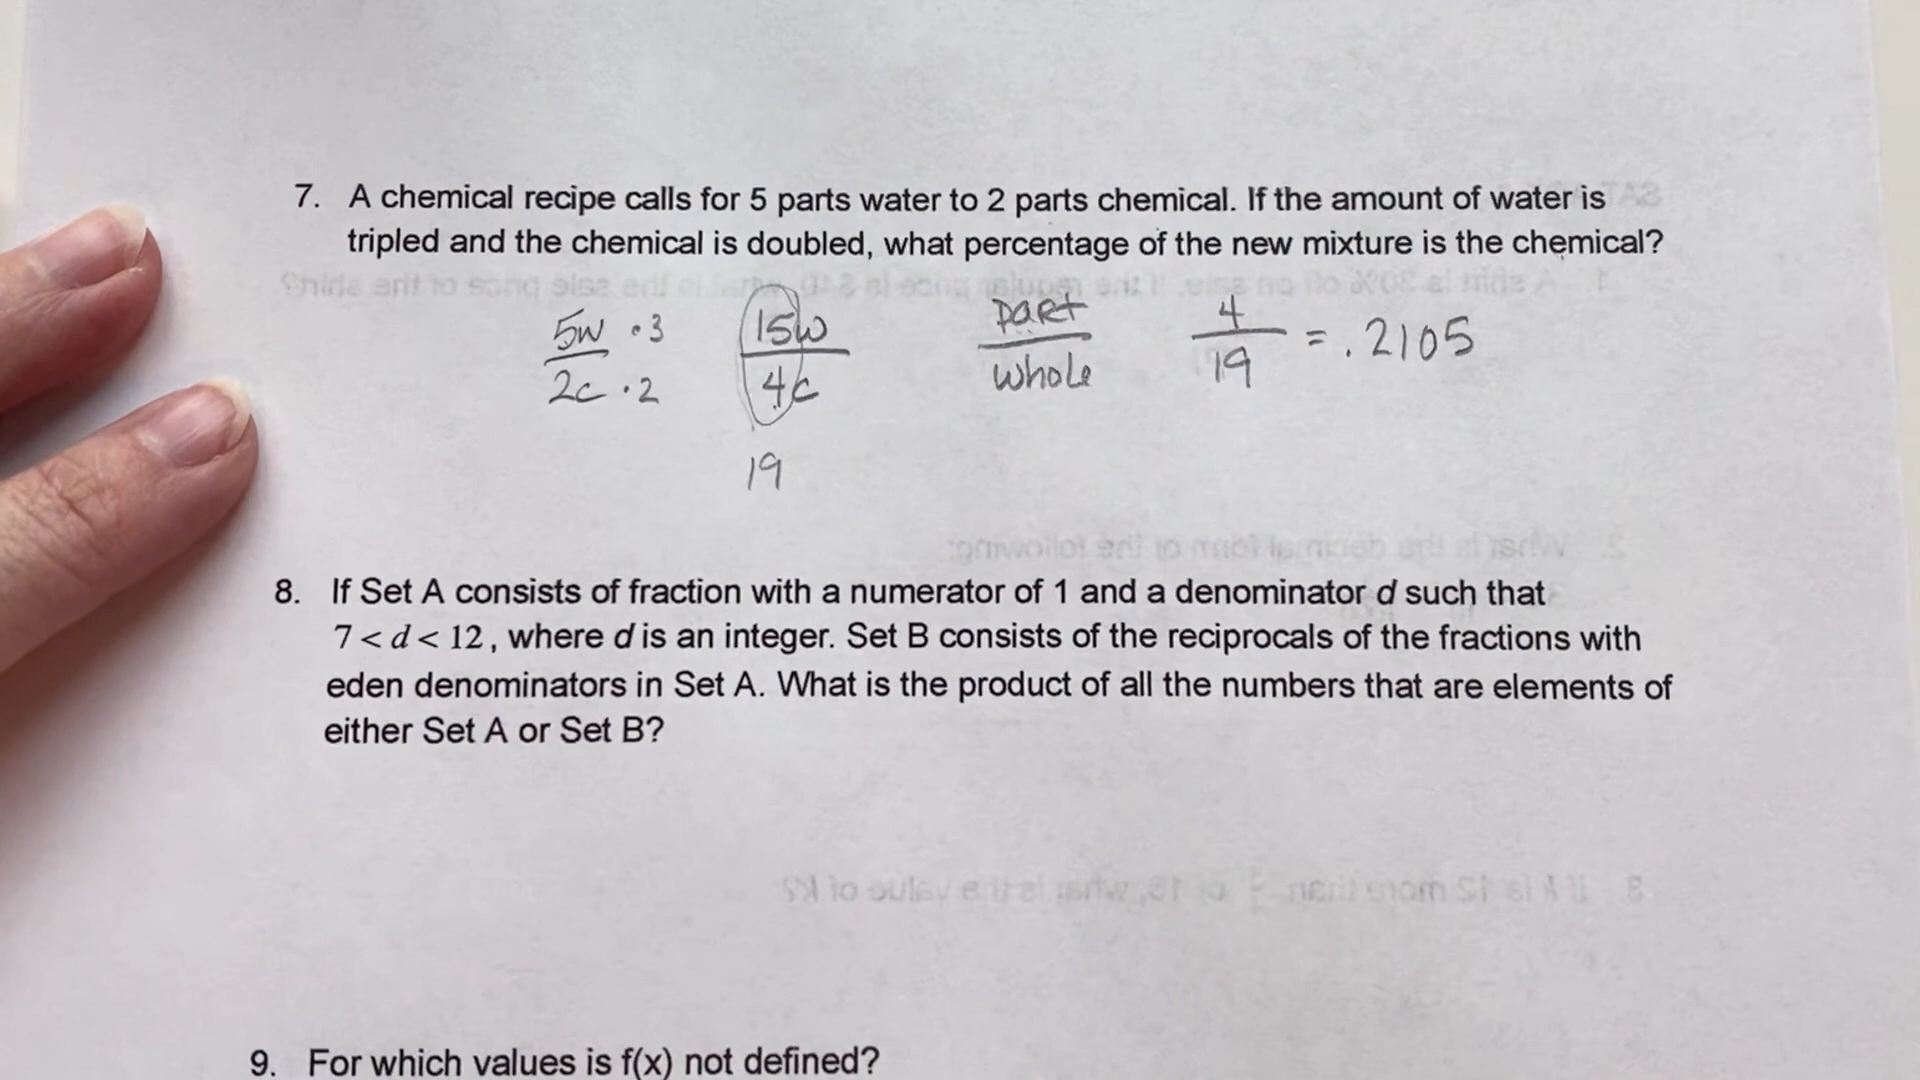 7. A chemical recipe calls for 5 parts water to 2 parts chemical. If the amount of water is
tripled and the chemical is doubled, what percentage of the new mixture is the chemical?
5w · 3
2c · 2
15w
4c
19
part
whole
4
19
= .2105
8. If Set A consists of fraction with a numerator of 1 and a denominator d such that
7 < d < 12, where d is an integer. Set B consists of the reciprocals of the fractions with
eden denominators in Set A. What is the product of all the numbers that are elements of
either Set A or Set B?
9. For which values is f(x) not defined?